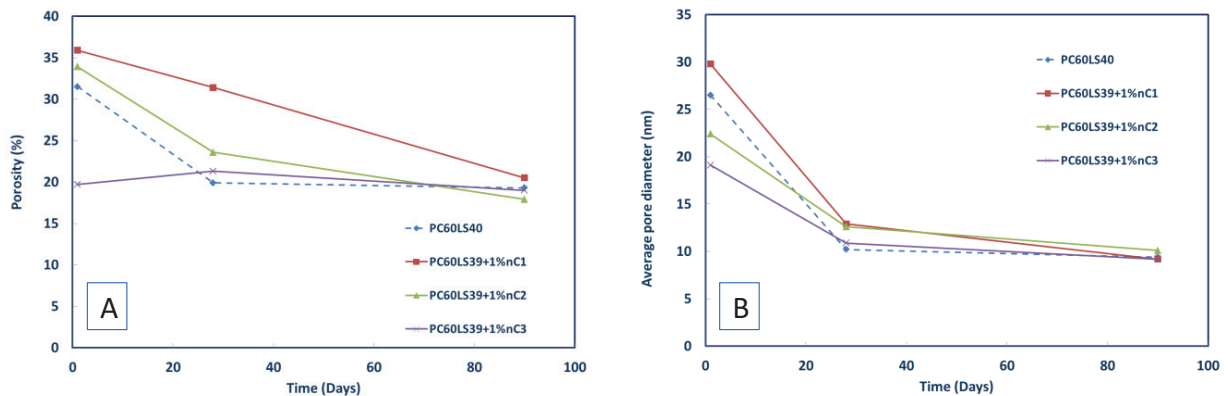 40
35
30
25
20
15
10
5
0
Porosity (%)
PC60LS40
PC60LS39+1%nC1
PC60LS39+1%nC2
PC60LS39+1%nC3
A
0 20 40 60 80 100
Time (Days)
35
30
25
20
15
10
5
0
Average pore diameter (nm)
PC60LS40
PC60LS39+1%nC1
PC60LS39+1%nC2
PC60LS39+1%nC3
B
0 20 40 60 80 100
Time (Days)